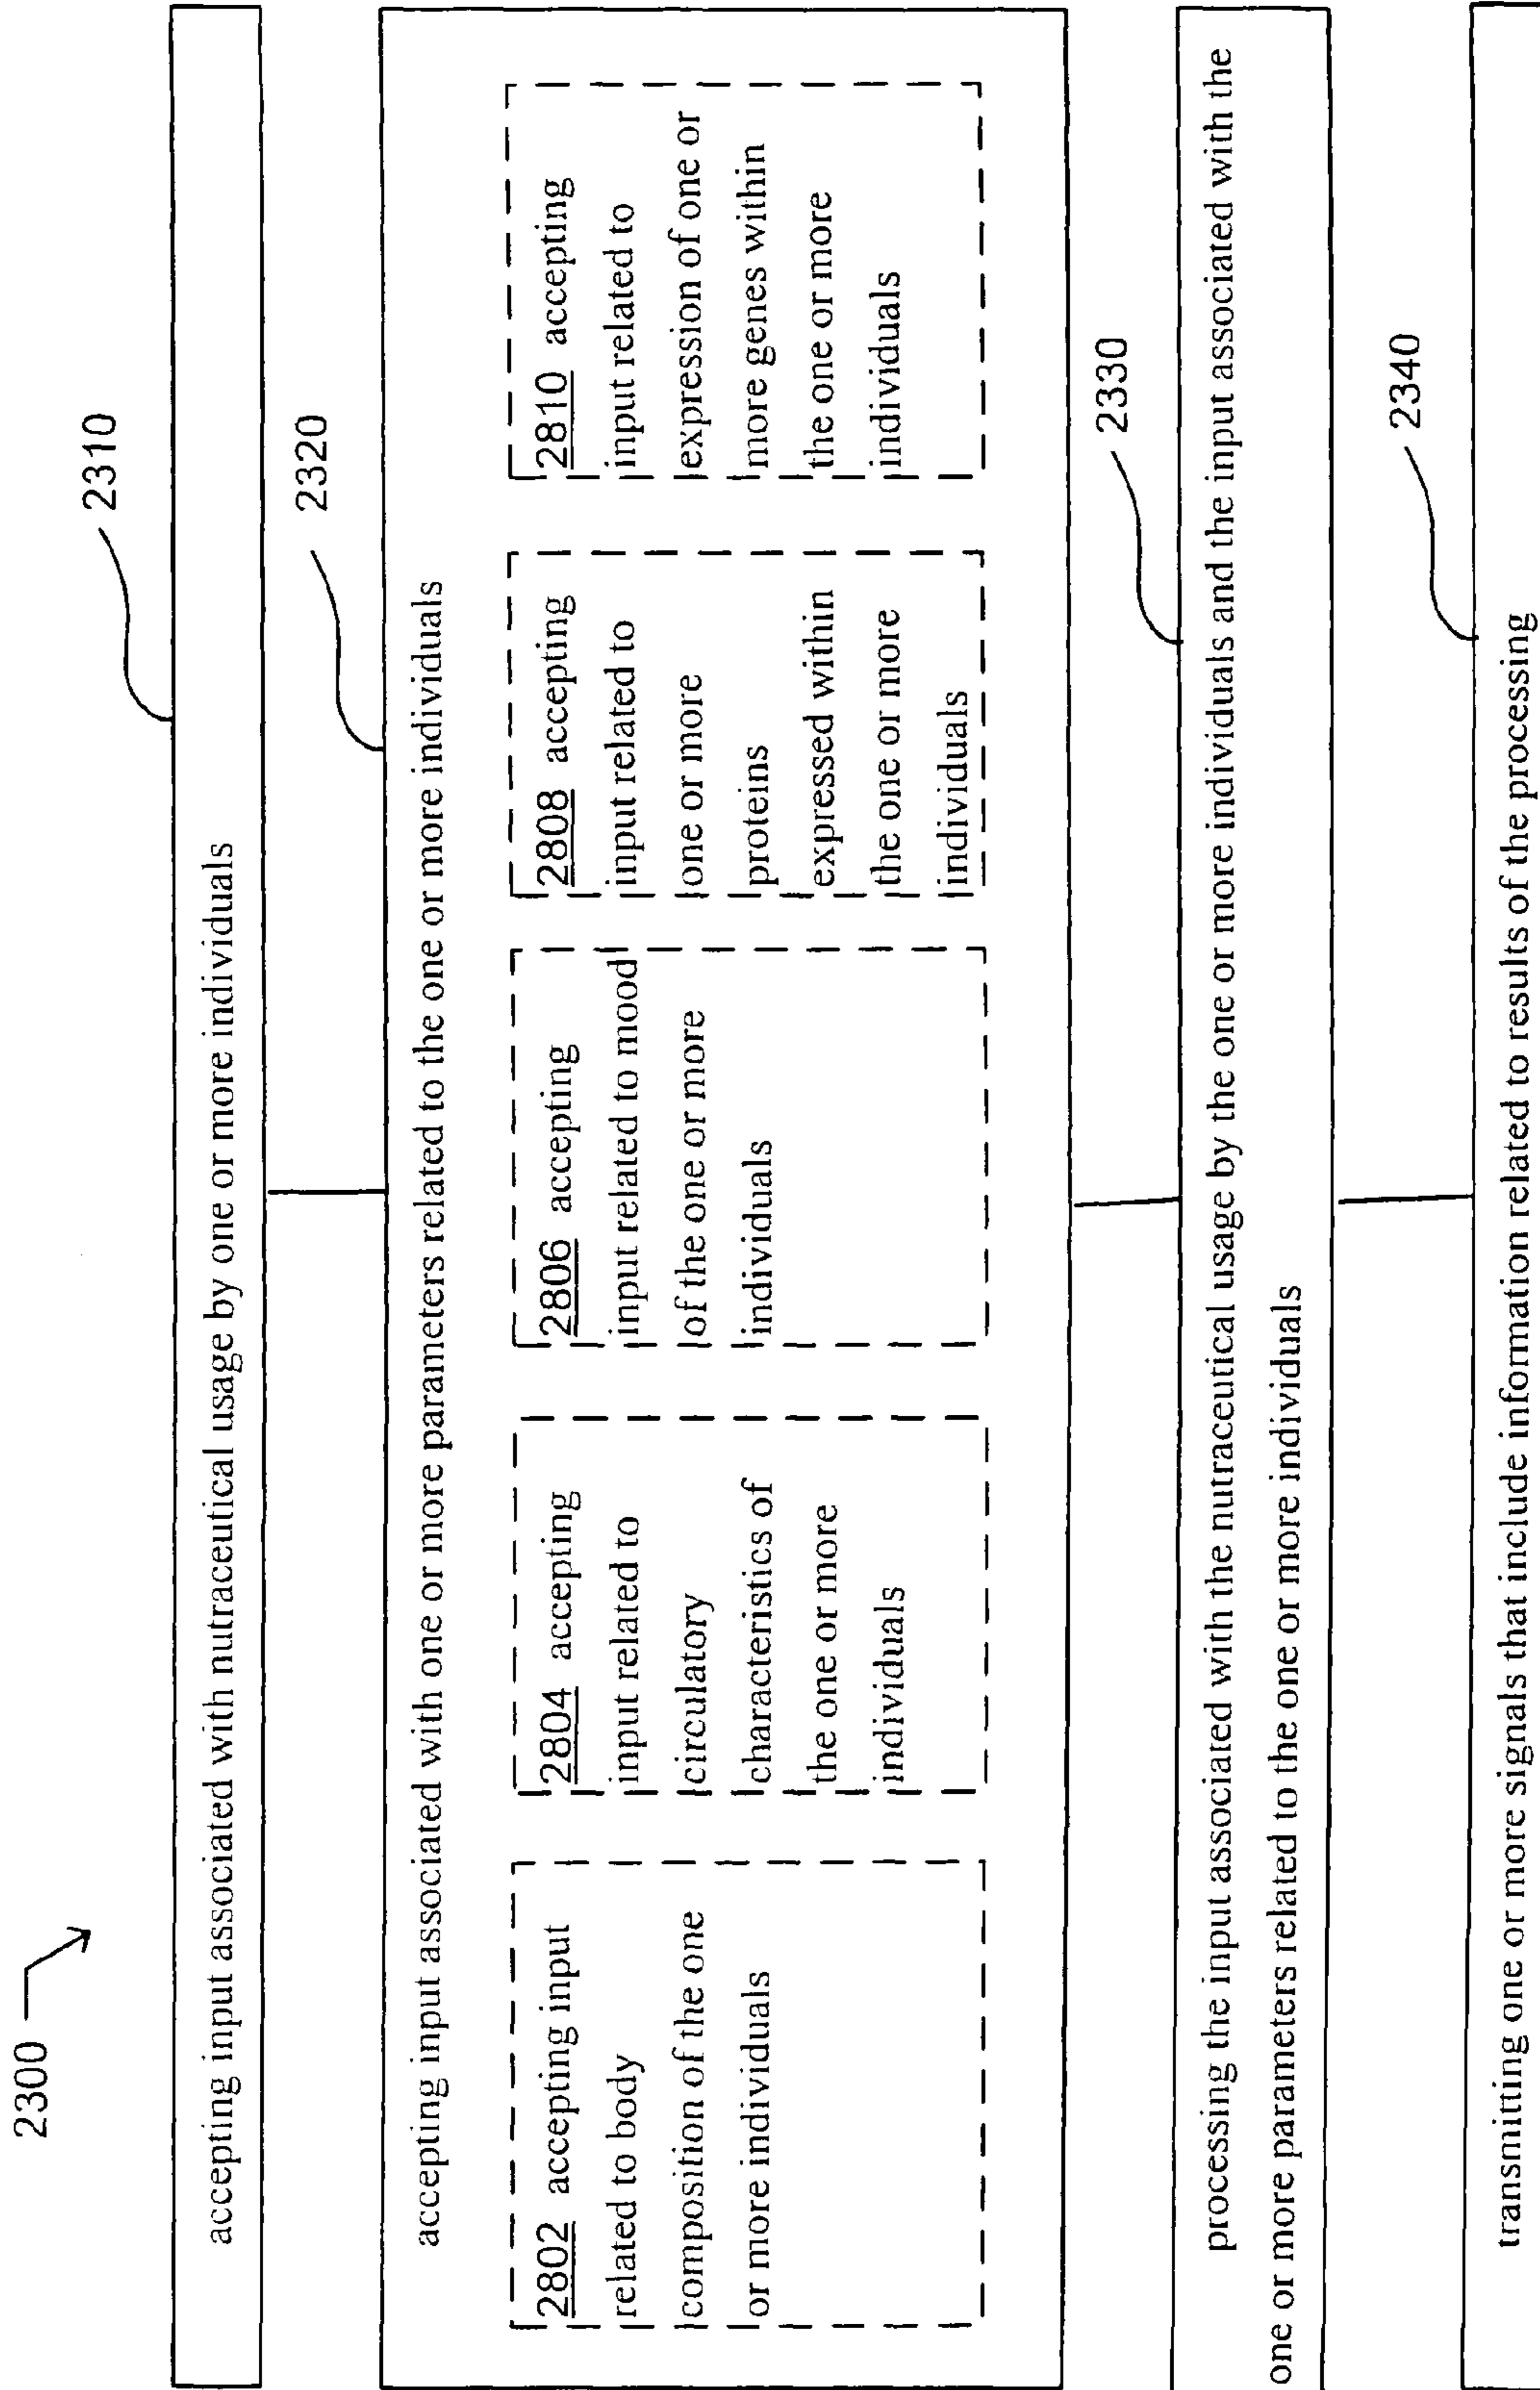 2300
2310
accepting input associated with nutraceutical usage by one or more individuals
2320
accepting input associated with one or more parameters related to the one or more individuals
2802 accepting input
related to body
composition of the one
or more individuals
2804 accepting
input related to
circulatory
characteristics of
the one or more
individuals
2806 accepting
input related to mood
of the one or more
individuals
2808 accepting
input related to
one or more
proteins
expressed within
the one or more
individuals
2810 accepting
input related to
expression of one or
more genes within
the one or more
individuals
2330
processing the input associated with the nutraceutical usage by the one or more individuals and the input associated with the
one or more parameters related to the one or more individuals
2340
transmitting one or more signals that include information related to results of the processing